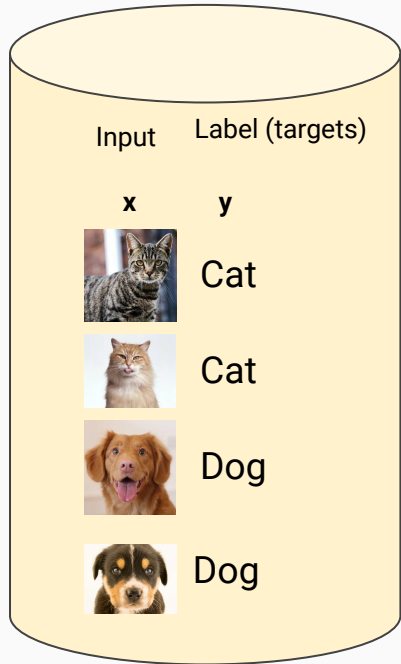 Input Label (targets)
x y
Cat
Cat
Dog
Dog